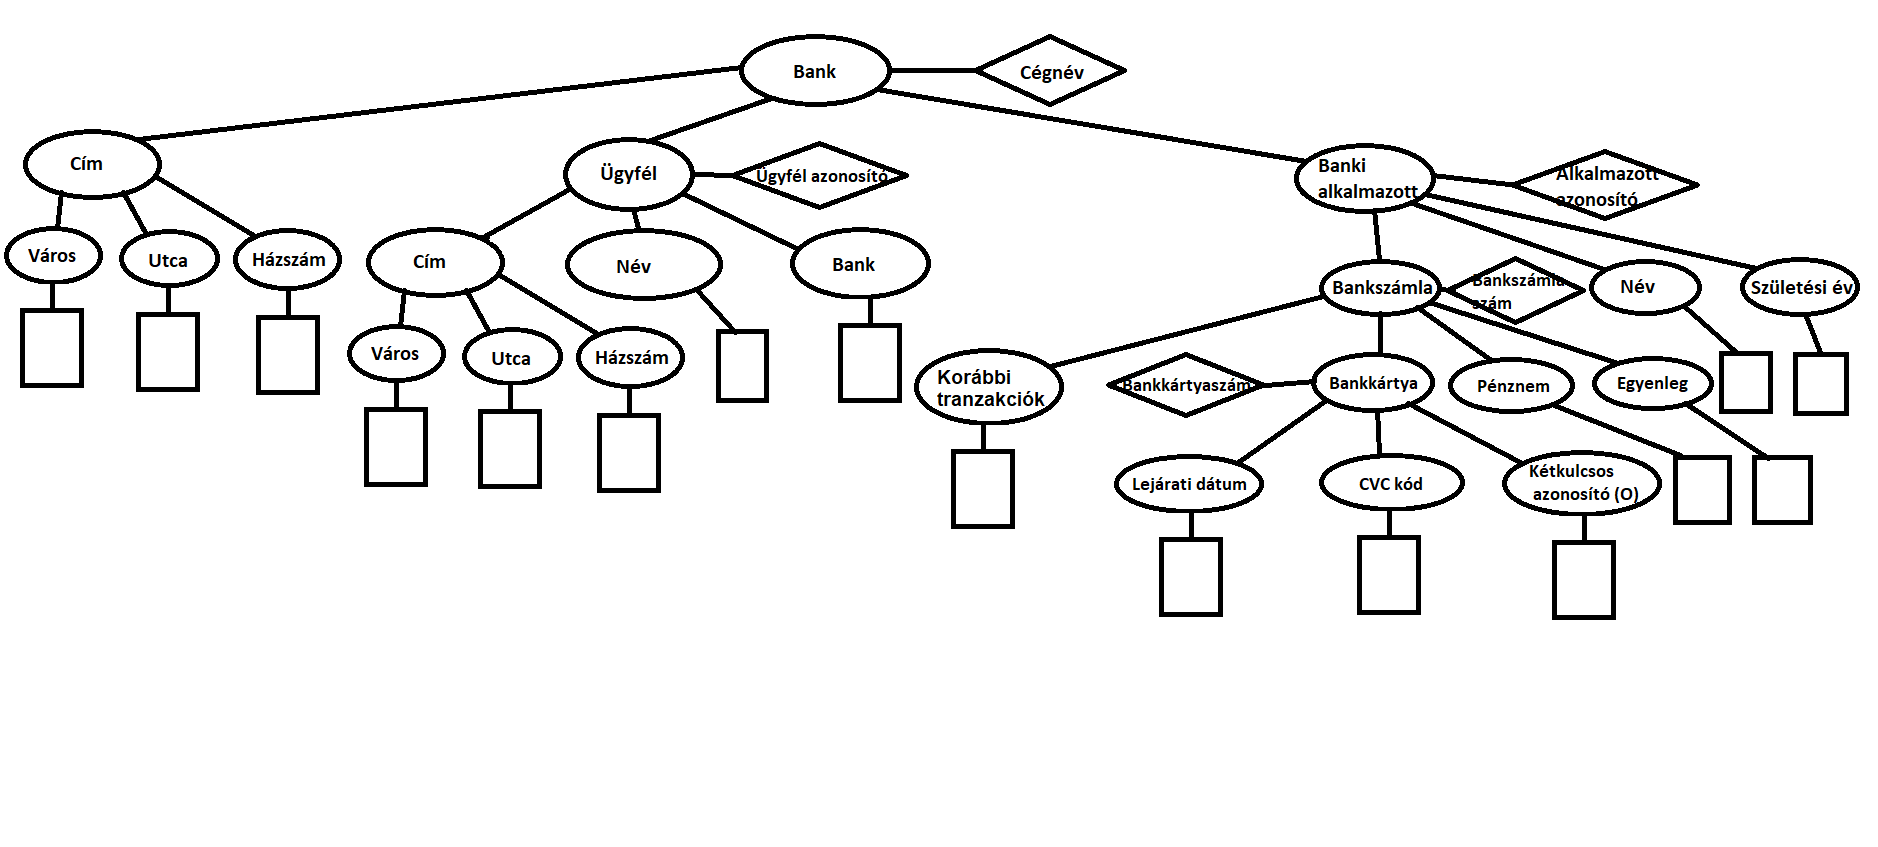 Bank
Cégnév
Cím
Ügyfél
Ügyfél azonosító
Banki
alkalmazott
Alkalmazott
azonosító
Város
Utca
Házszám
Cím
Név
Bank
Bankszámla
Bankszámla
szám
Név
Születési év
Város
Utca
Házszám
Korábbi
tranzakciók
Bankkártyaszám
Bankkártya
Pénznem
Egyenleg
Lejárati dátum
CVC kód
Kétkulcsos
azonosító (O)